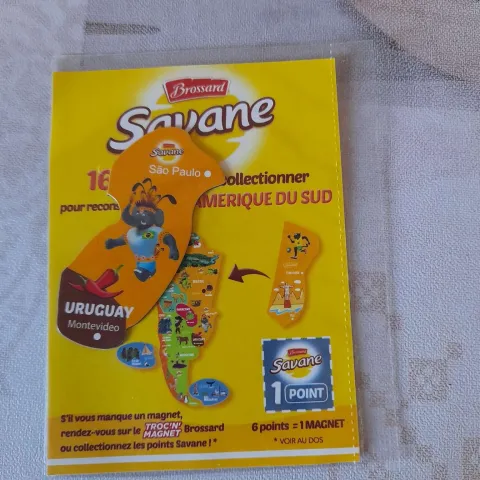 Brossard
Savane
16
collectionner
pour recons
AMERIQUE DU SUD
Savane
São Paulo
URUGUAY
Montevideo
Brossard
Savane
1 POINT
S'il vous manque un magnet,
rendez-vous sur le TROC'N' MAGNET Brossard
ou collectionnez les points Savane ! *
6 points = 1 MAGNET
* VOIR AU DOS